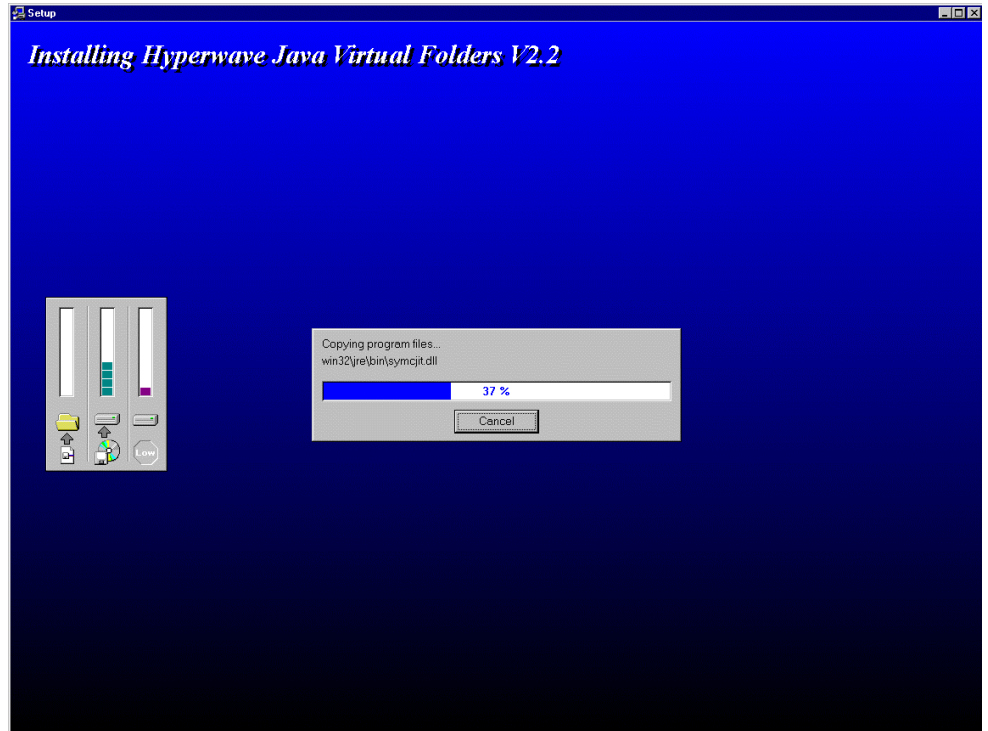 Setup
Installing Hyperwave Java Virtual Folders V2.2
Copying program files...
win32\jre\bin\symcjit.dll
37 %
Cancel
Low